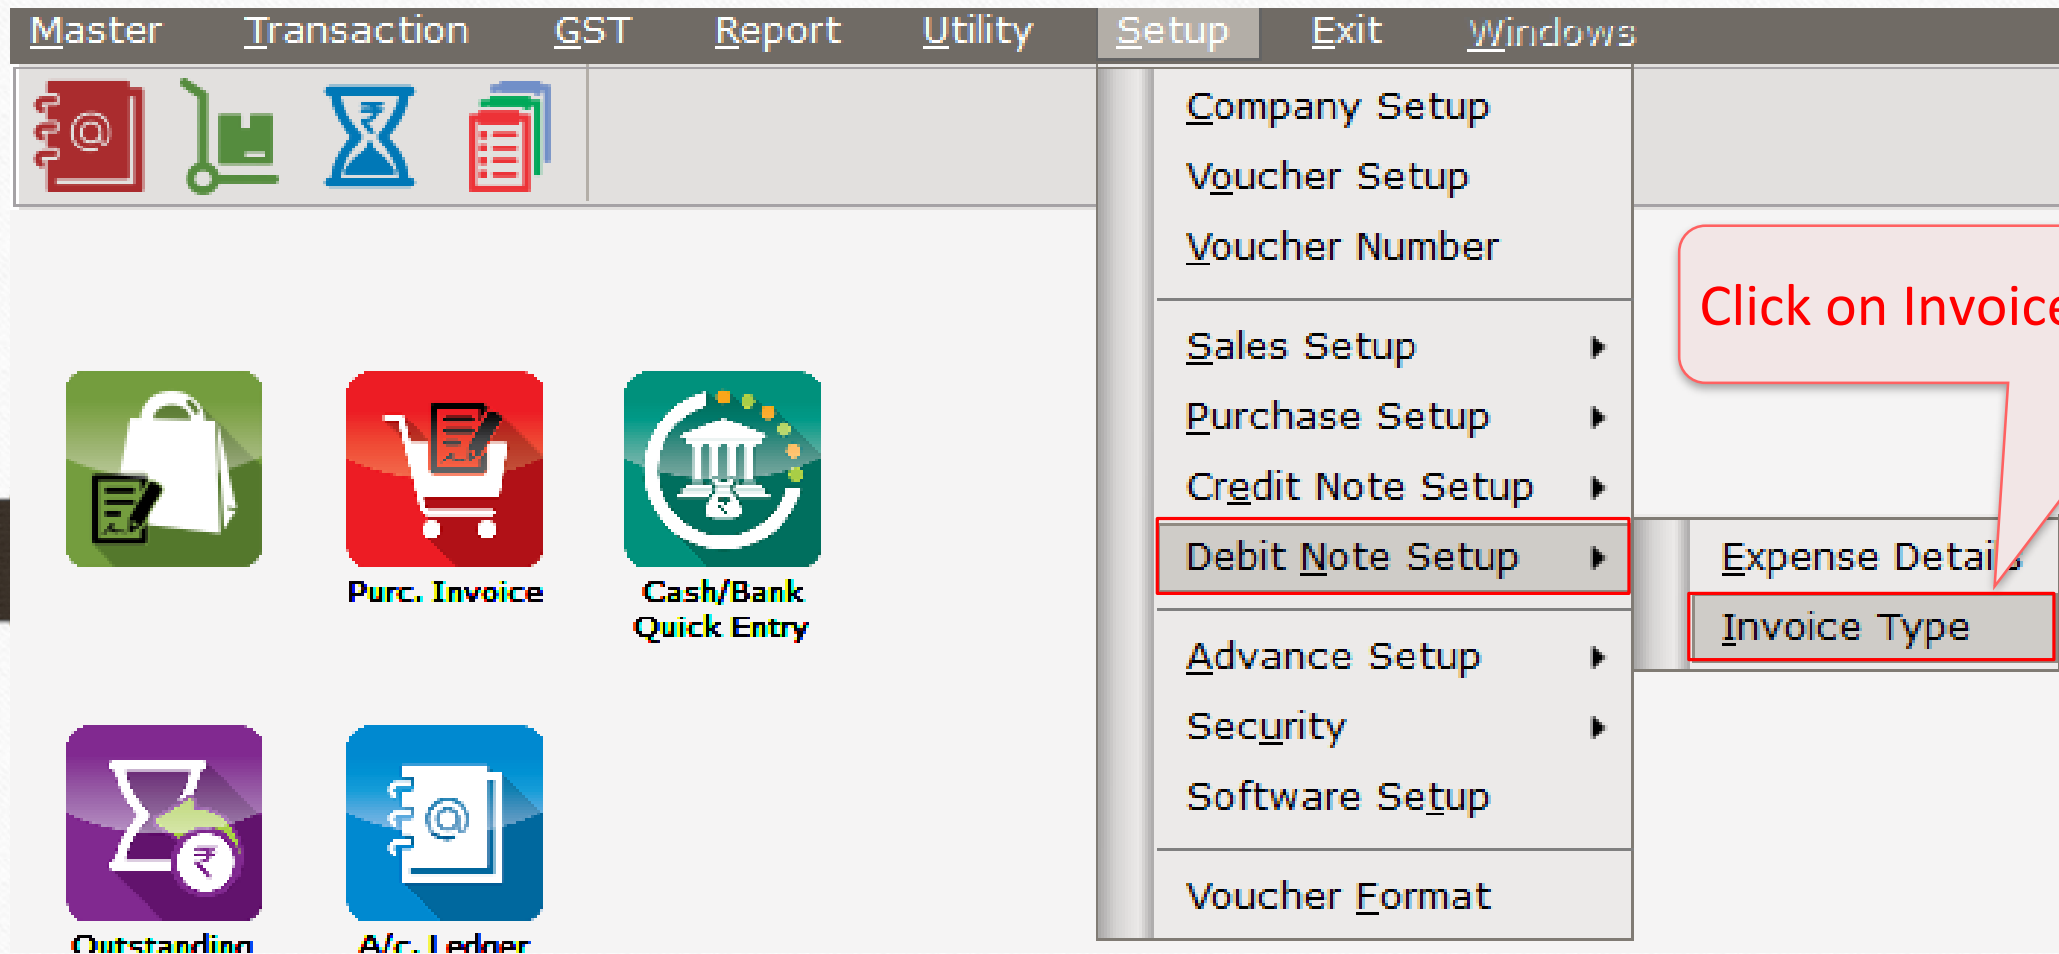 Master Transaction GST Report Utility Setup Exit Windows
Company Setup
Voucher Setup
Voucher Number
Click on Invoice
Sales Setup
Purchase Setup
Credit Note Setup
Debit Note Setup
Expense Details
Invoice Type
Advance Setup
Security
Software Setup
Voucher Format
Purc. Invoice
Cash/Bank
Quick Entry
Outstanding
A/c. Ledger